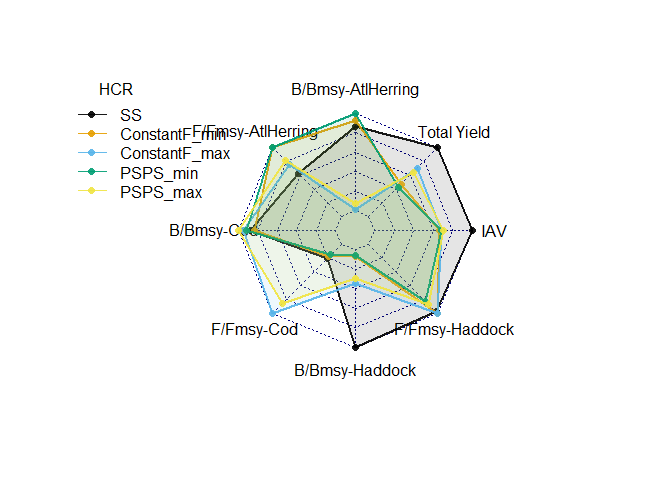 B/Bmsy-AtlHerring
HCR
SS
ConstantF_min
F/Fmsy-AtlHerring
Total Yield
ConstantF_max
PSPS_min
PSPS_max
B/Bmsy-Cod
IAV
F/Fmsy-Cod
F/Fmsy-Haddock
B/Bmsy-Haddock